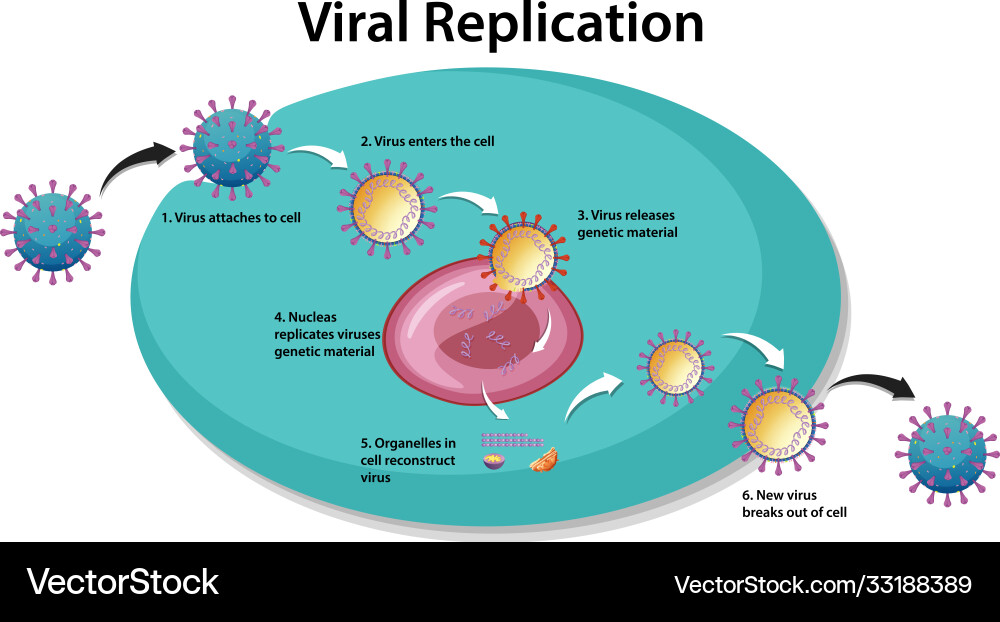 Viral Replication
2. Virus enters the cell
1. Virus attaches to cell
3. Virus releases
genetic material
4. Nucleas
replicates viruses
genetic material
5. Organelles in
cell reconstruct
virus
6. New virus
breaks out of cell
VectorStock
VectorStock.com/33188389